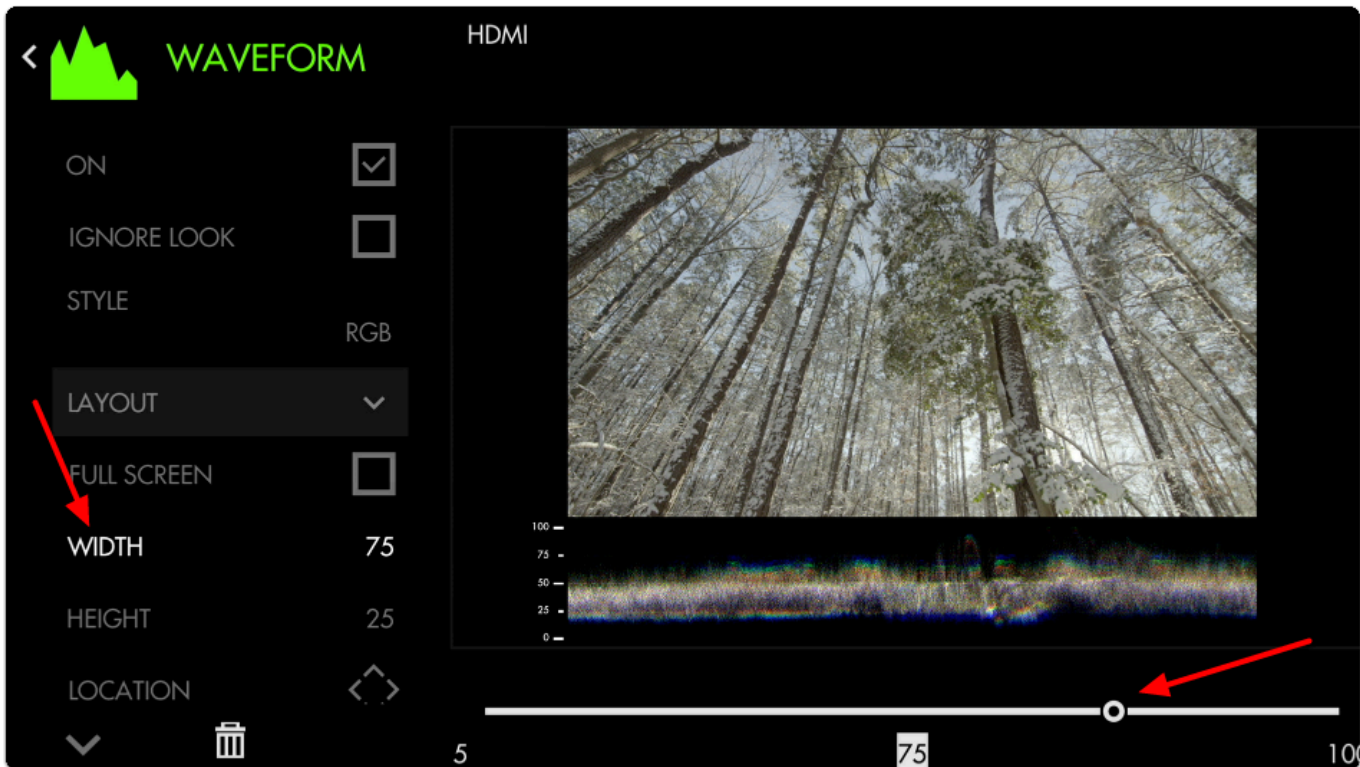 WAVEFORM
HDMI
ON
IGNORE LOOK
STYLE
RGB
LAYOUT
FULL SCREEN
WIDTH 75
HEIGHT 25
LOCATION
100
75
50
25
0
5 75 100